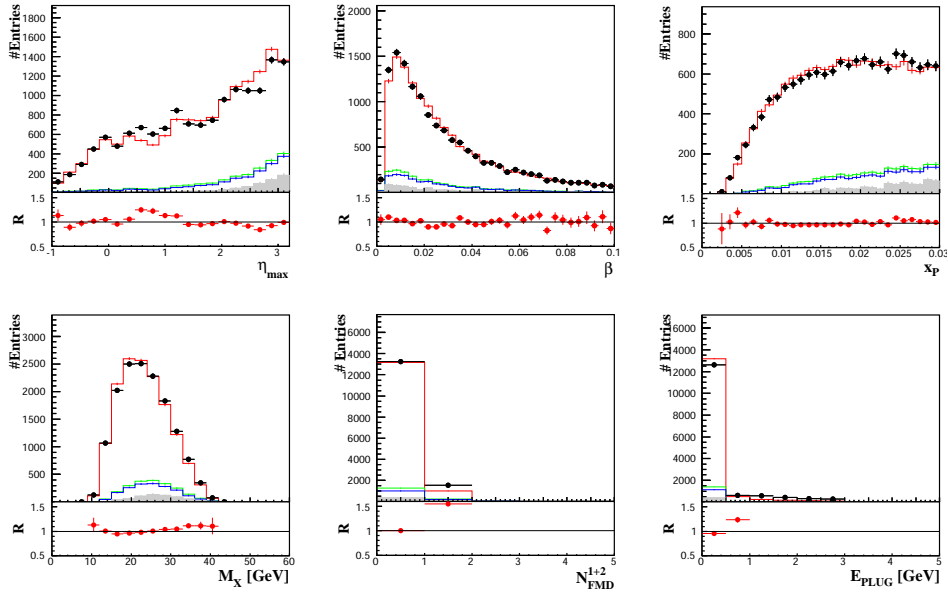 #Entries
1800
1600
1400
1200
1000
800
600
400
200
R
1.5
1
0.5
-1 0 1 2 3
η_max
#Entries
2000
1500
1000
500
R
1.5
1
0.5
0 0.02 0.04 0.06 0.08 0.1
β
#Entries
800
600
400
200
R
1.5
1
0.5
0 0.005 0.01 0.015 0.02 0.025 0.03
x_P
#Entries
3000
2500
2000
1500
1000
500
R
1.5
1
0.5
0 10 20 30 40 50 60
M_X [GeV]
# Entries
16000
14000
12000
10000
8000
6000
4000
2000
R
1.5
1
0.5
0 1 2 3 4 5
N^{1+2}_{FMD}
# Entries
16000
14000
12000
10000
8000
6000
4000
2000
R
1.5
1
0.5
0 1 2 3 4 5
E_PLUG [GeV]